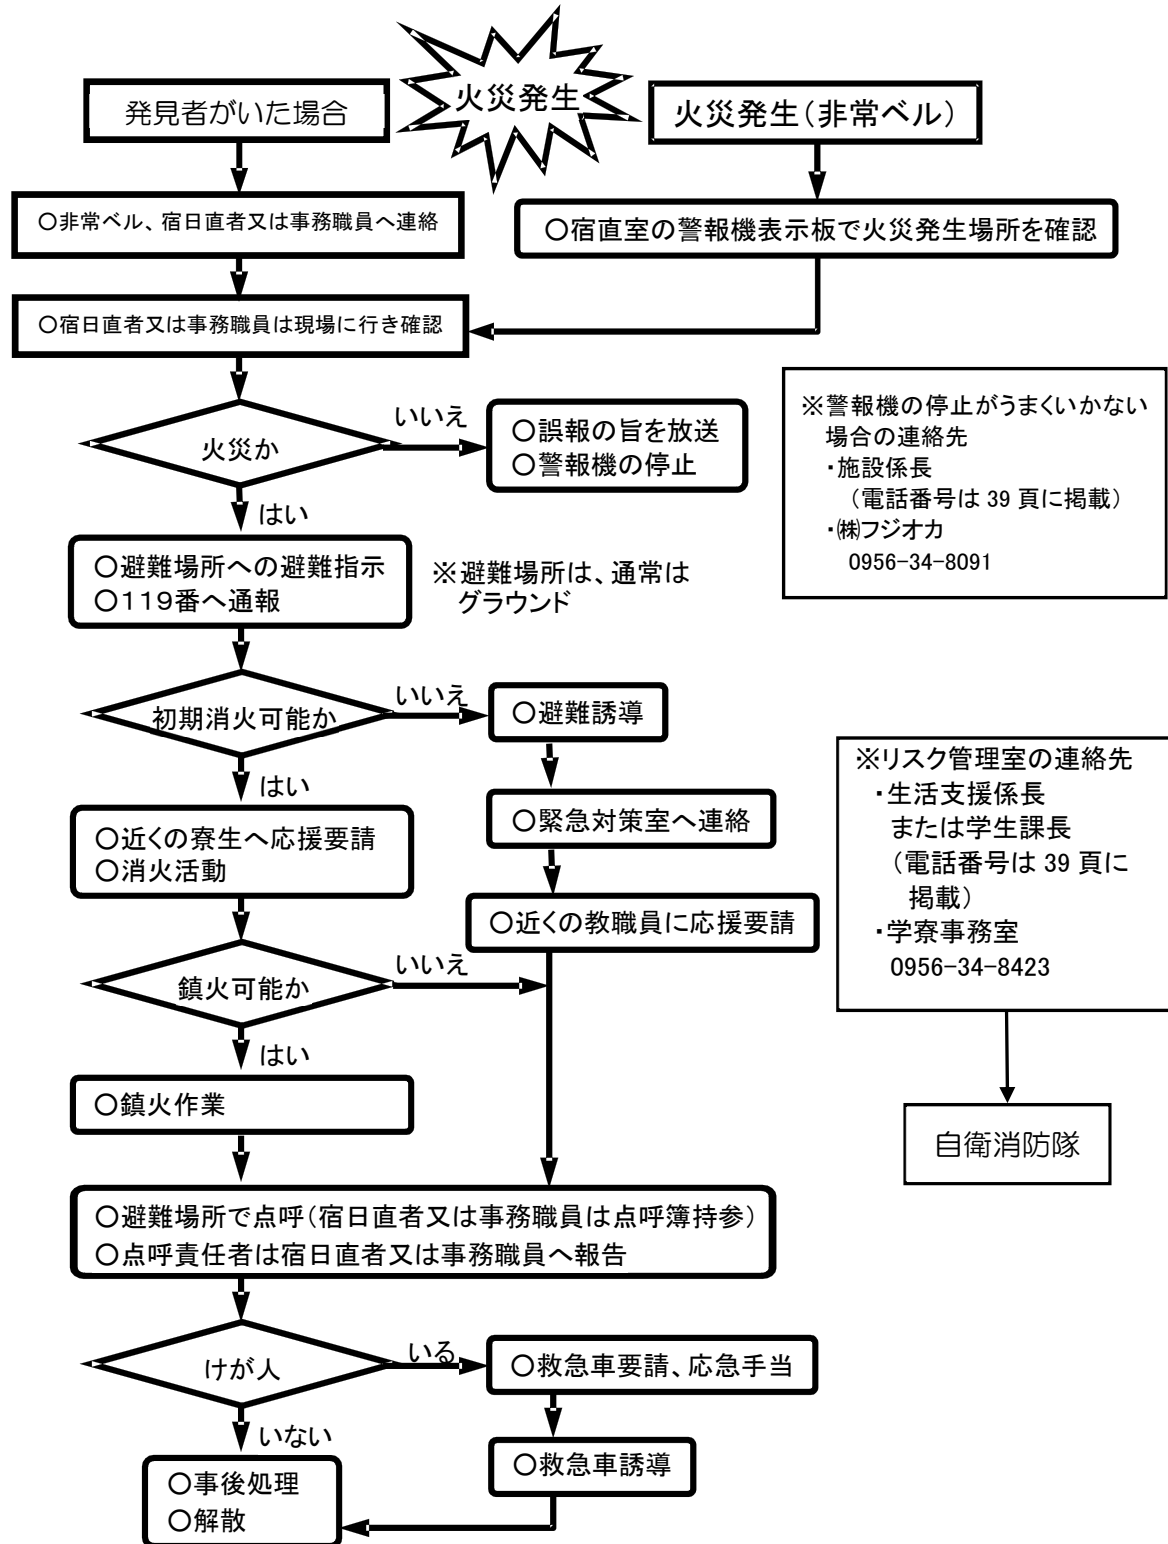 火災発生
発見者がいた場合
火災発生(非常ベル)
○非常ベル、宿日直者又は事務職員へ連絡
○宿直室の警報機表示板で火災発生場所を確認
○宿日直者又は事務職員は現場に行き確認
火災か
いいえ
○誤報の旨を放送
○警報機の停止
※警報機の停止がうまくいかない
場合の連絡先
・施設係長
(電話番号は 39 頁に掲載)
・㈱フジオカ
0956-34-8091
はい
○避難場所への避難指示
○119番へ通報
※避難場所は、通常は
グラウンド
初期消火可能か
いいえ
○避難誘導
はい
○緊急対策室へ連絡
○近くの寮生へ応援要請
○消火活動
○近くの教職員に応援要請
※リスク管理室の連絡先
・生活支援係長
または学生課長
(電話番号は 39 頁に
掲載)
・学寮事務室
0956-34-8423
自衛消防隊
鎮火可能か
いいえ
はい
○鎮火作業
○避難場所で点呼(宿日直者又は事務職員は点呼簿持参)
○点呼責任者は宿日直者又は事務職員へ報告
けが人
いる
○救急車要請、応急手当
いない
○救急車誘導
○事後処理
○解散